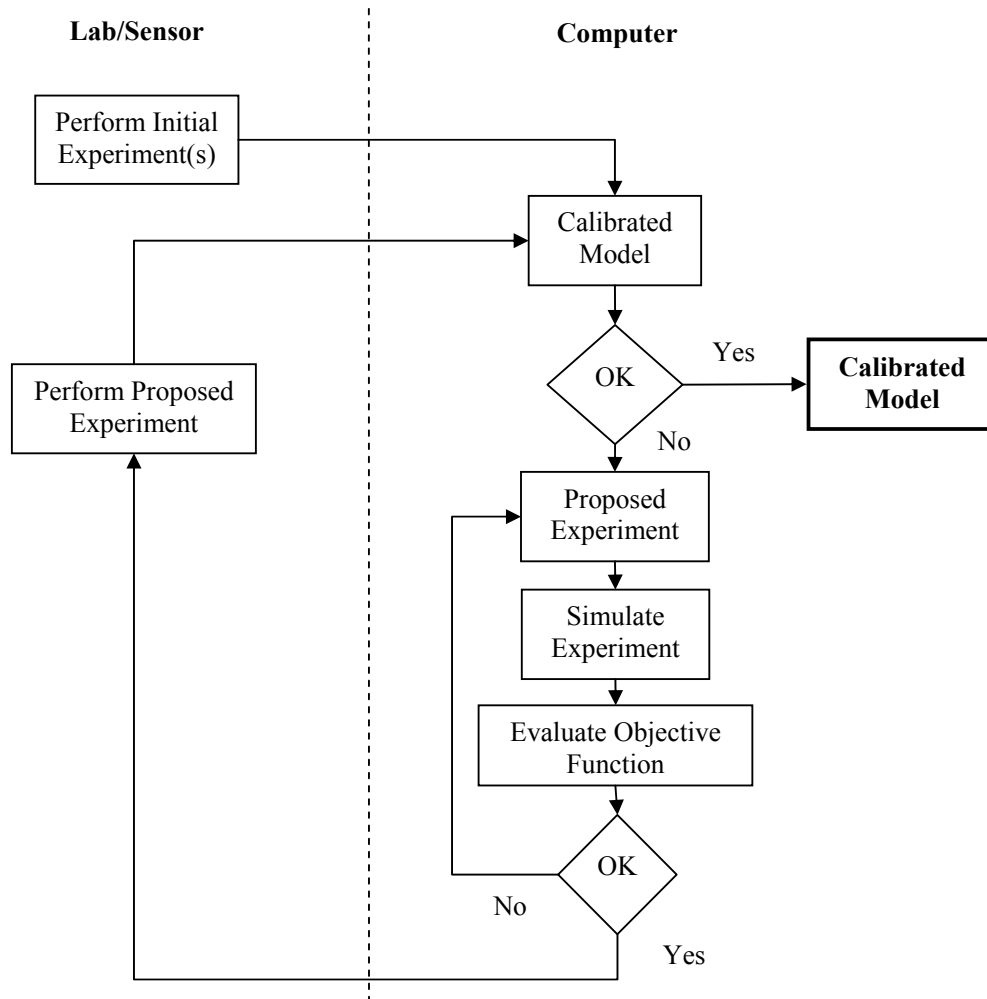 Lab/Sensor
Computer
Perform Initial
Experiment(s)
Calibrated
Model
OK
Yes
Calibrated
Model
Perform Proposed
Experiment
No
Proposed
Experiment
Simulate
Experiment
Evaluate Objective
Function
OK
No
Yes